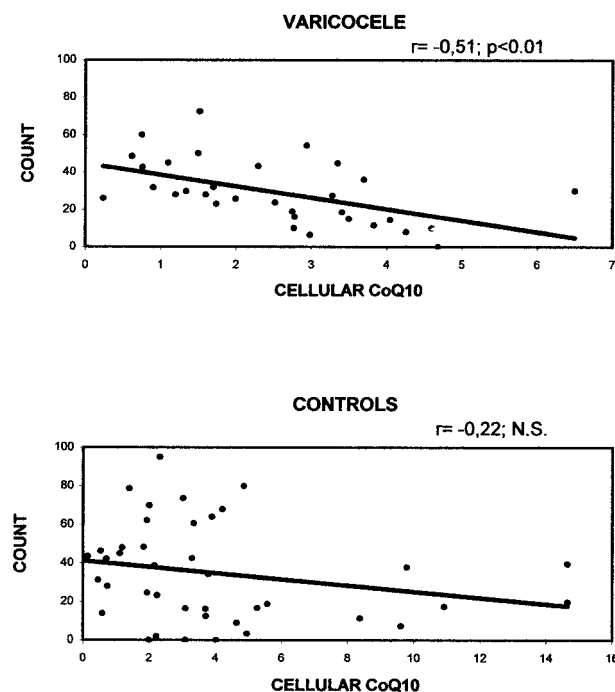 VARICOCELE
r= -0,51; p<0.01
100
80
60
40
20
0
COUNT
0 1 2 3 4 5 6 7
CELLULAR CoQ10
CONTROLS
r= -0,22; N.S.
100
80
60
40
20
0
COUNT
0 2 4 6 8 10 12 14 16
CELLULAR CoQ10